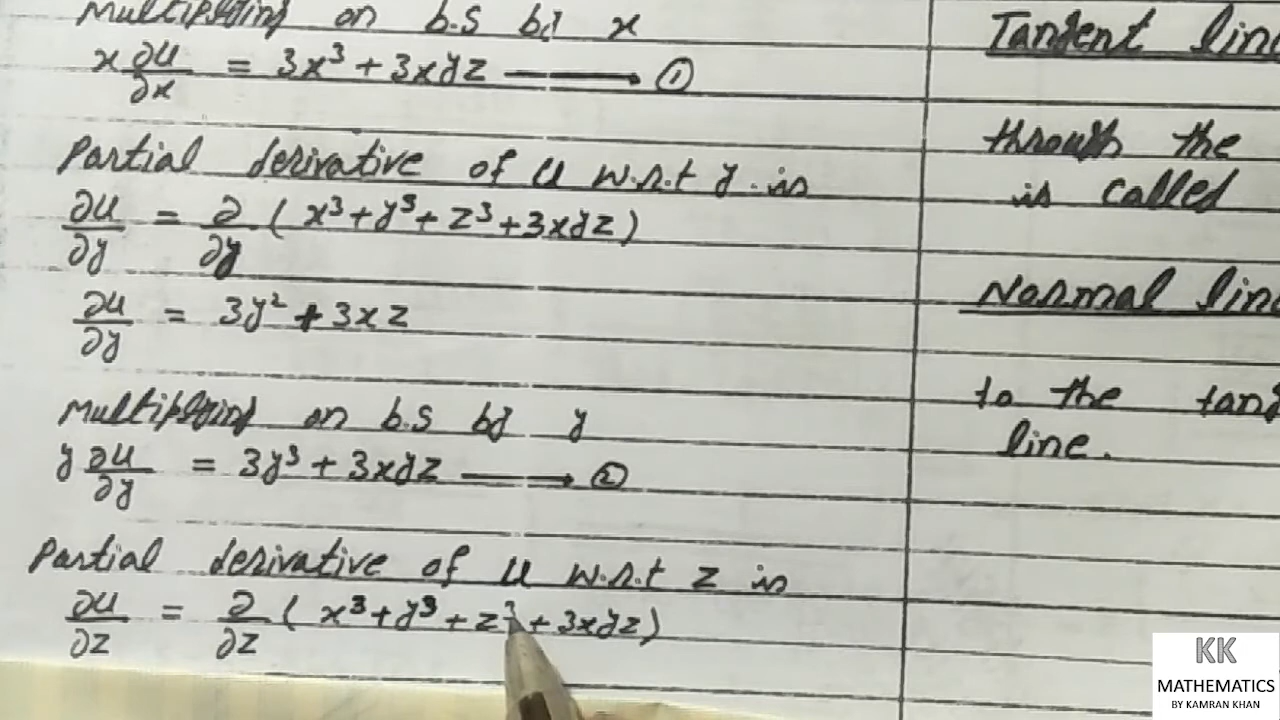 Multiplying on b.s by x
x ∂u/∂x = 3x³ + 3xyz ⟶ ①
Partial derivative of u w.r.t y is
∂u/∂y = ∂/∂y ( x³ + y³ + z³ + 3xyz )
∂u/∂y = 3y² + 3xz
Multiplying on b.s by y
y ∂u/∂y = 3y³ + 3xyz ⟶ ②
Partial derivative of u w.r.t z is
∂u/∂z = ∂/∂z ( x³ + y³ + z³ + 3xyz )
Tangent line
through the
is called
Normal line
to the tang
line.
KK
MATHEMATICS
BY KAMRAN KHAN